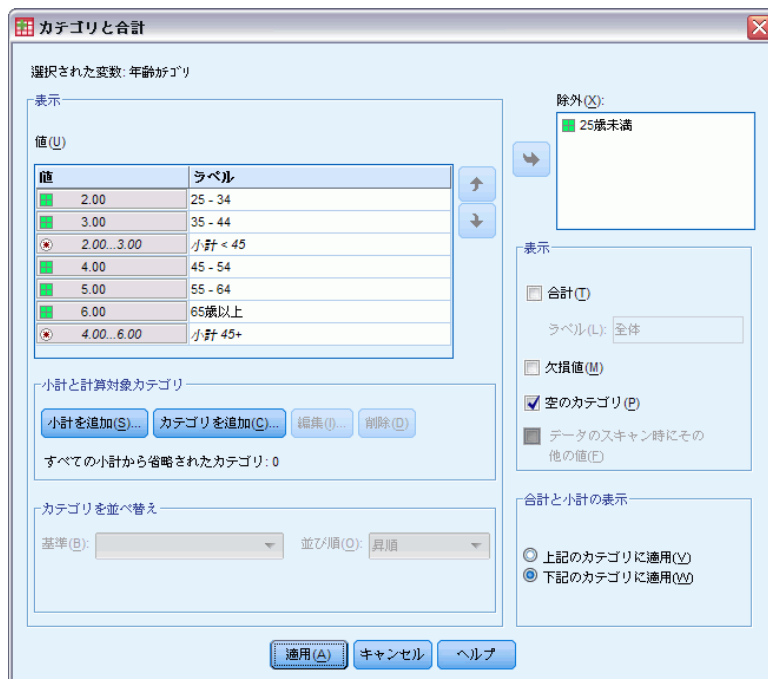 カテゴリと合計
選択された変数: 年齢ｶﾃｺﾞﾘ
表示
値(U)
値 ラベル
2.00 25 - 34
3.00 35 - 44
2.00...3.00 小計 < 45
4.00 45 - 54
5.00 55 - 64
6.00 65歳以上
4.00...6.00 小計 45+
小計と計算対象カテゴリ
小計を追加(S)... カテゴリを追加(C)... 編集(I)... 削除(D)
すべての小計から省略されたカテゴリ: 0
カテゴリを並べ替え
基準(B): 並び順(O): 昇順
除外(X):
25歳未満
表示
合計(T)
ラベル(L): 全体
欠損値(M)
空のカテゴリ(P)
データのスキャン時にその
他の値(F)
合計と小計の表示
上記のカテゴリに適用(V)
下記のカテゴリに適用(W)
適用(A) キャンセル ヘルプ